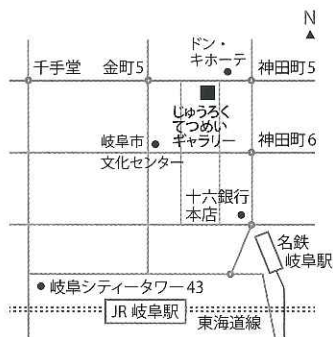 N
ドン・
キホーテ
千手堂
金町5
神田町5
じゅうろく
てつめい
ギャラリー
岐阜市
文化センター
神田町6
十六銀行
本店
名鉄
岐阜駅
岐阜シティータワー43
JR 岐阜駅
東海道線